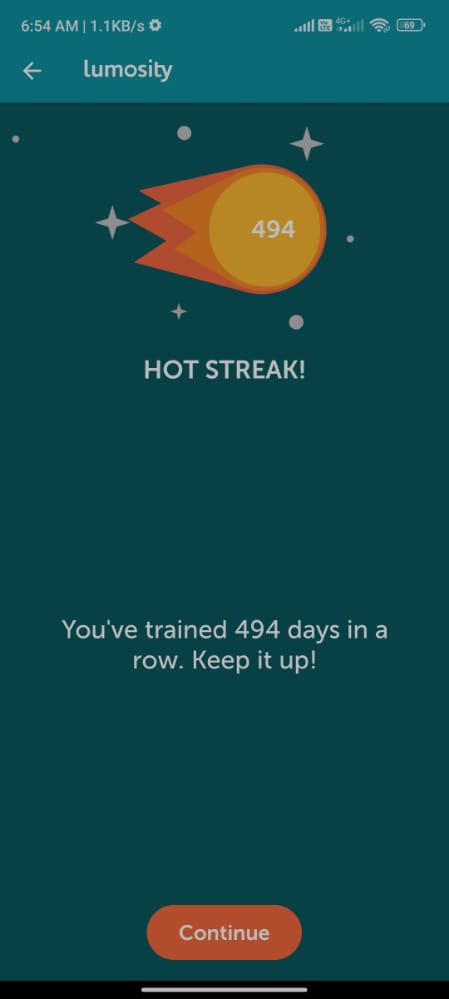 6:54 AM | 1.1KB/s
4G+
69
lumosity
494
HOT STREAK!
You've trained 494 days in a
row. Keep it up!
Continue